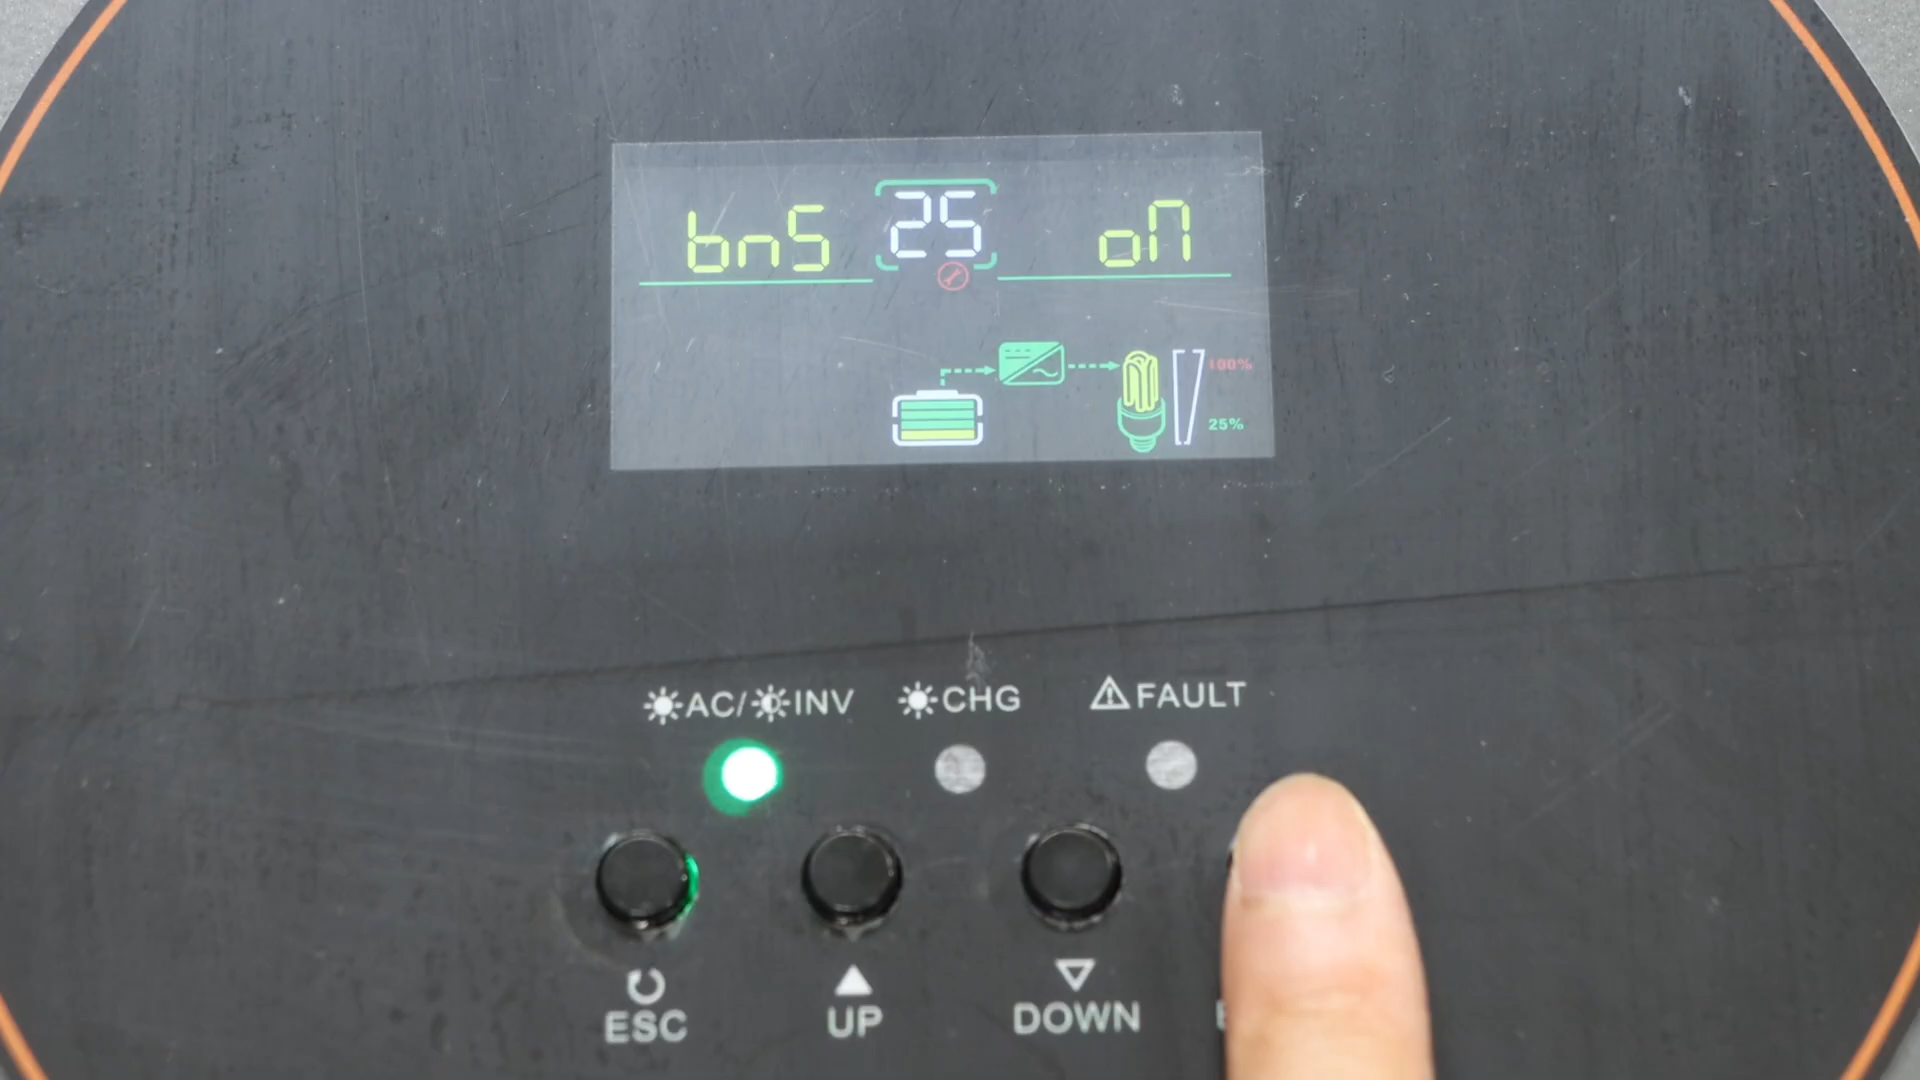 bnS 25 on
100%
25%
AC/ INV CHG FAULT
ESC UP DOWN E